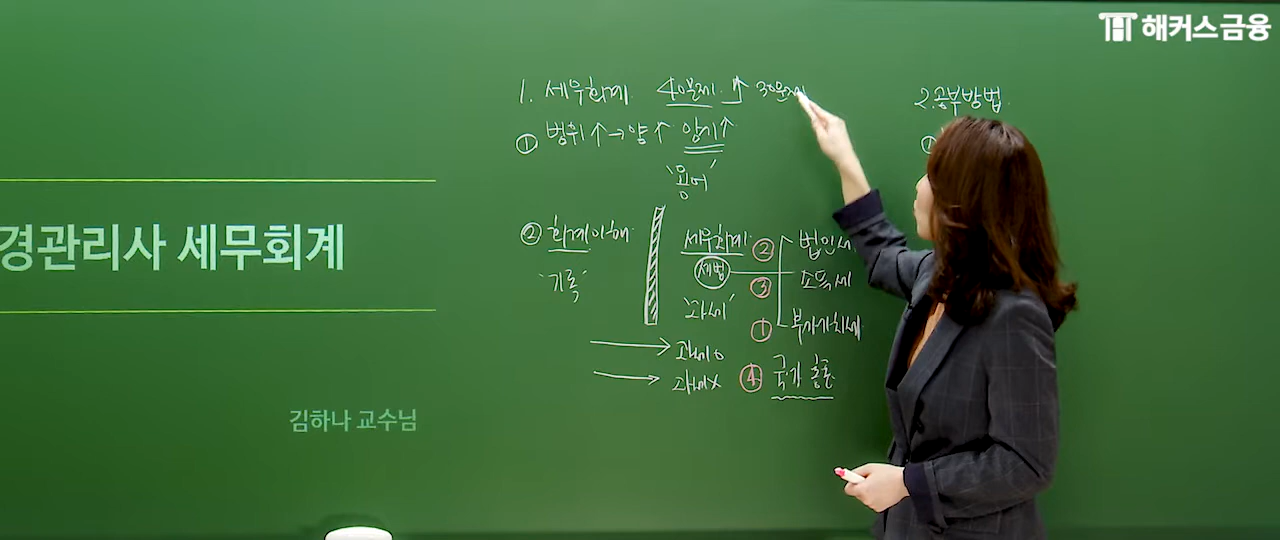 해커스금융
경관리사 세무회계
김하나 교수님
1. 세무회계 40문제 ↑ 30문제
① 범위↑→양↑ 암기↑
'용어'
② 회계이해
'기록'
세무회계
세법
'과세'
② 법인세
③ 소득세
① 부가가치세
→ 과세o
→ 과세x
④ 국기
2. 공부방법
①